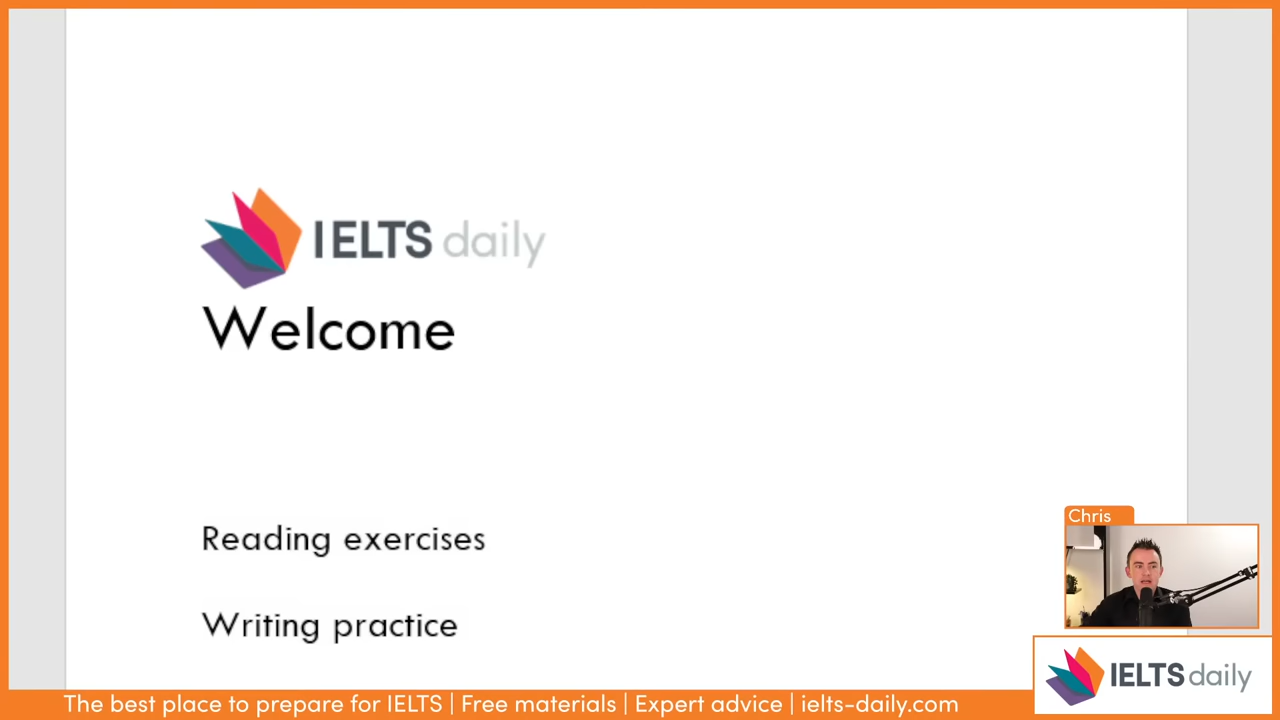 IELTS daily
Welcome
Reading exercises
Writing practice
Chris
IELTS daily
The best place to prepare for IELTS | Free materials | Expert advice | ielts-daily.com